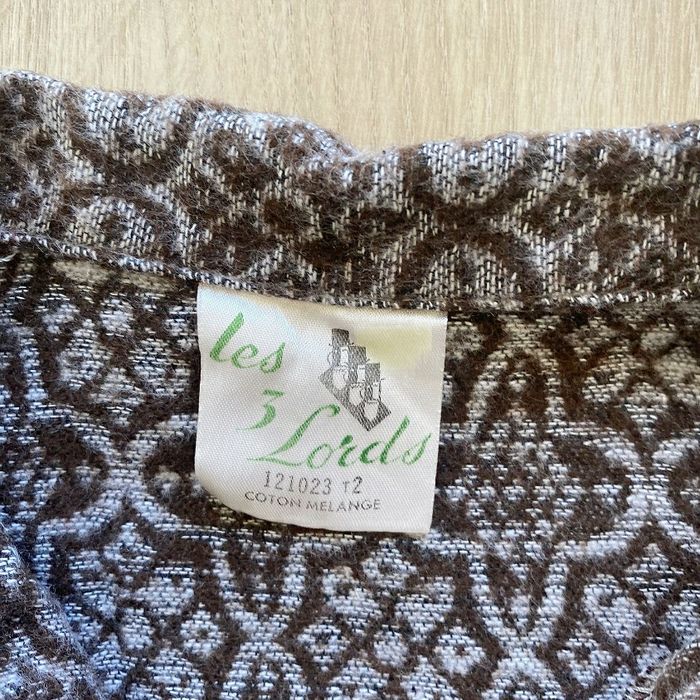 les
3
Lords
121023 T2
COTON MELANGE